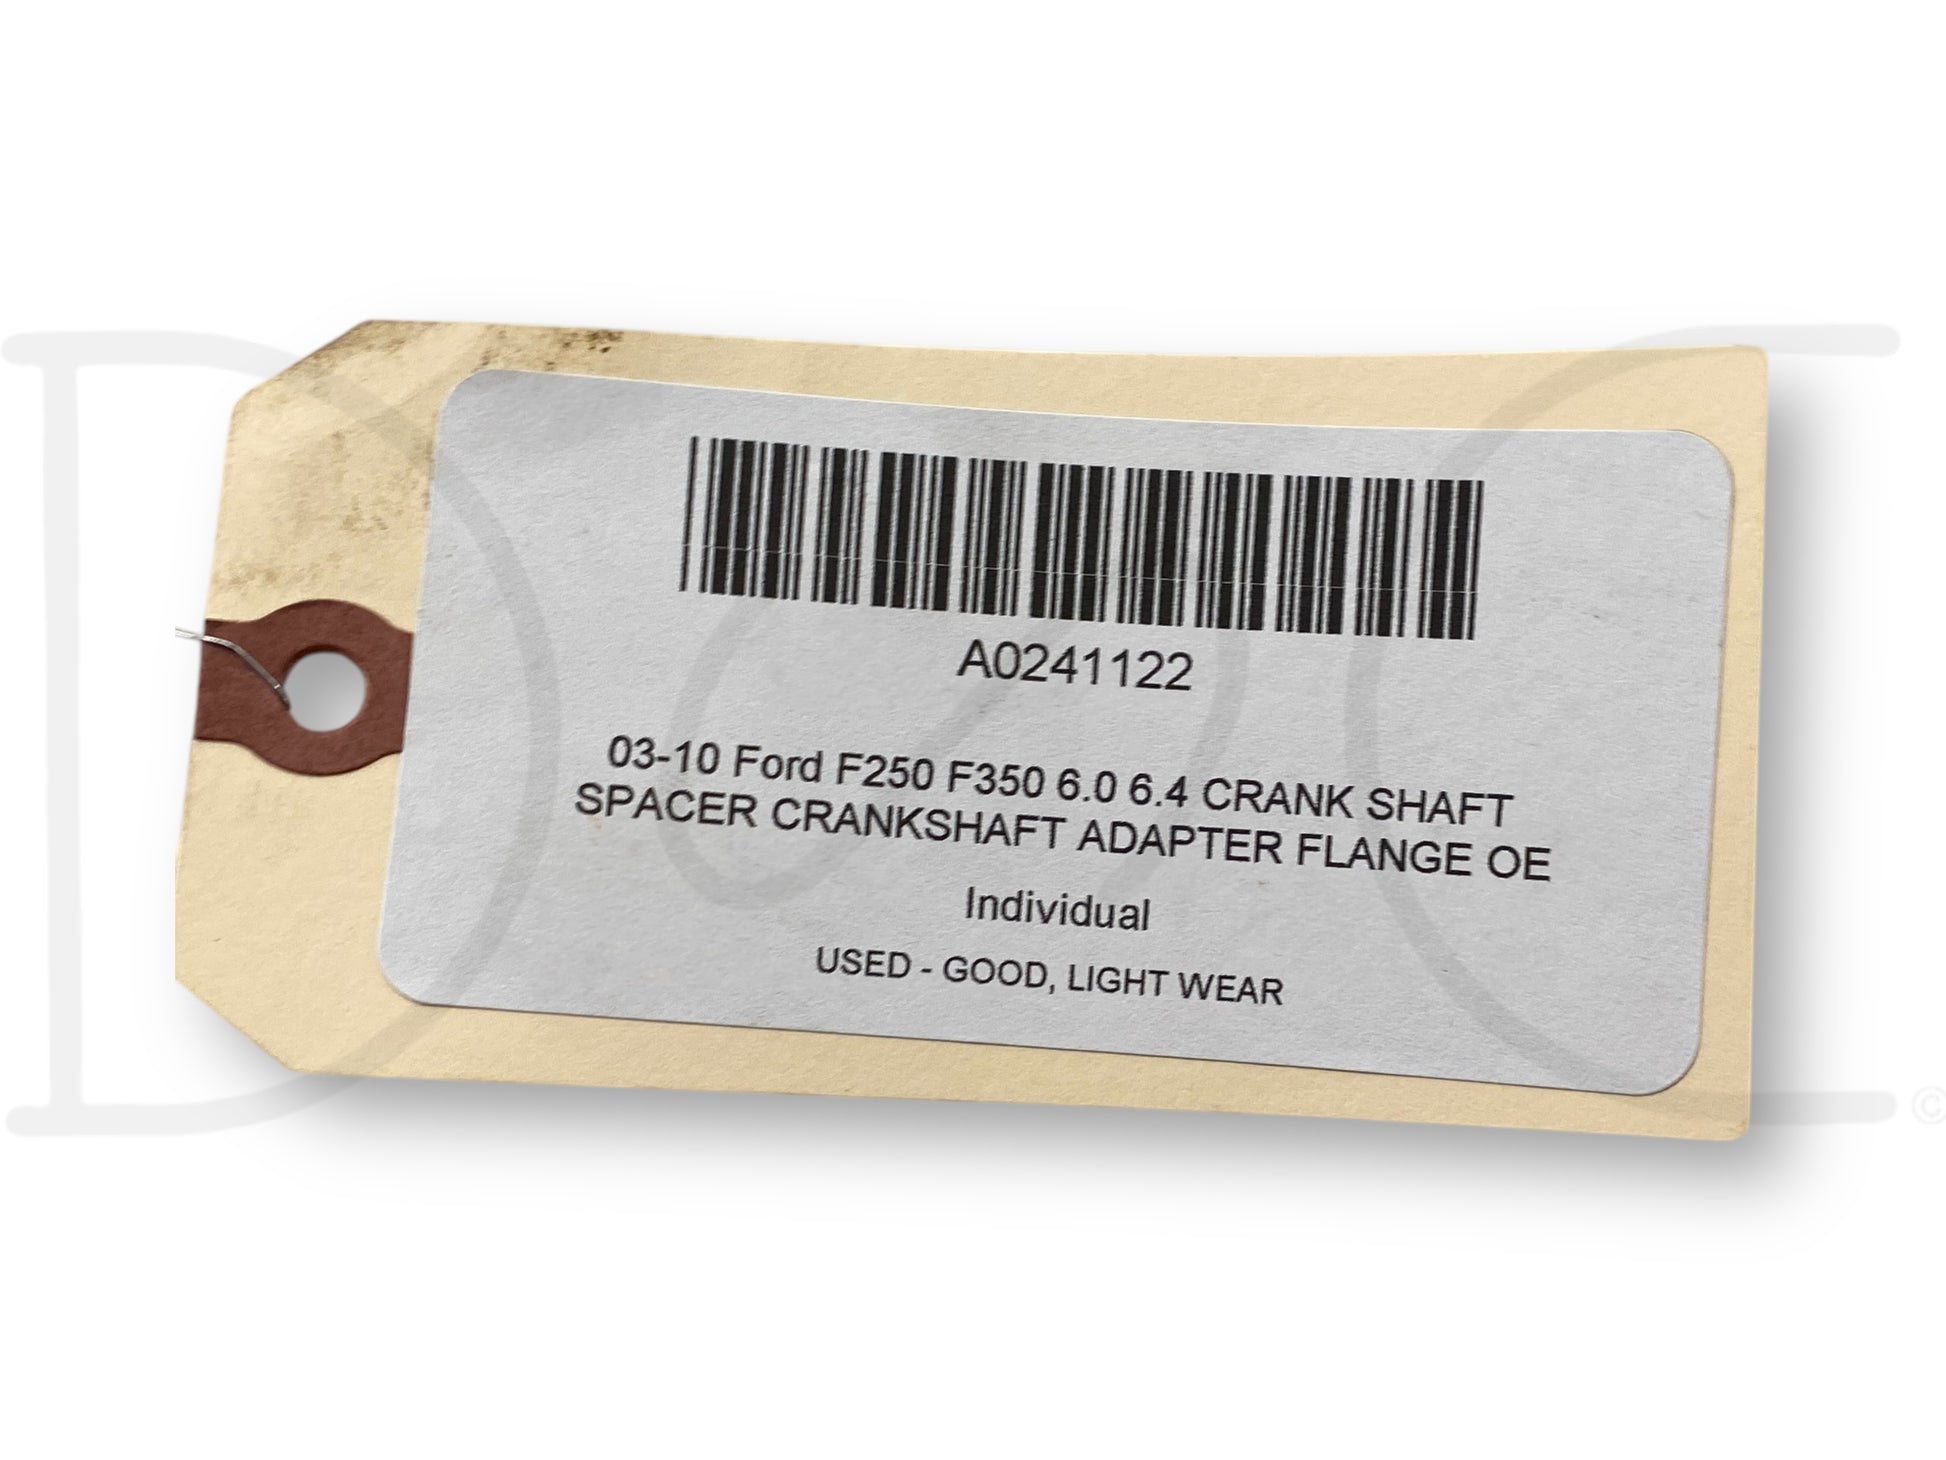 A0241122
03-10 Ford F250 F350 6.0 6.4 CRANK SHAFT
SPACER CRANKSHAFT ADAPTER FLANGE OE
Individual
USED - GOOD, LIGHT WEAR
©